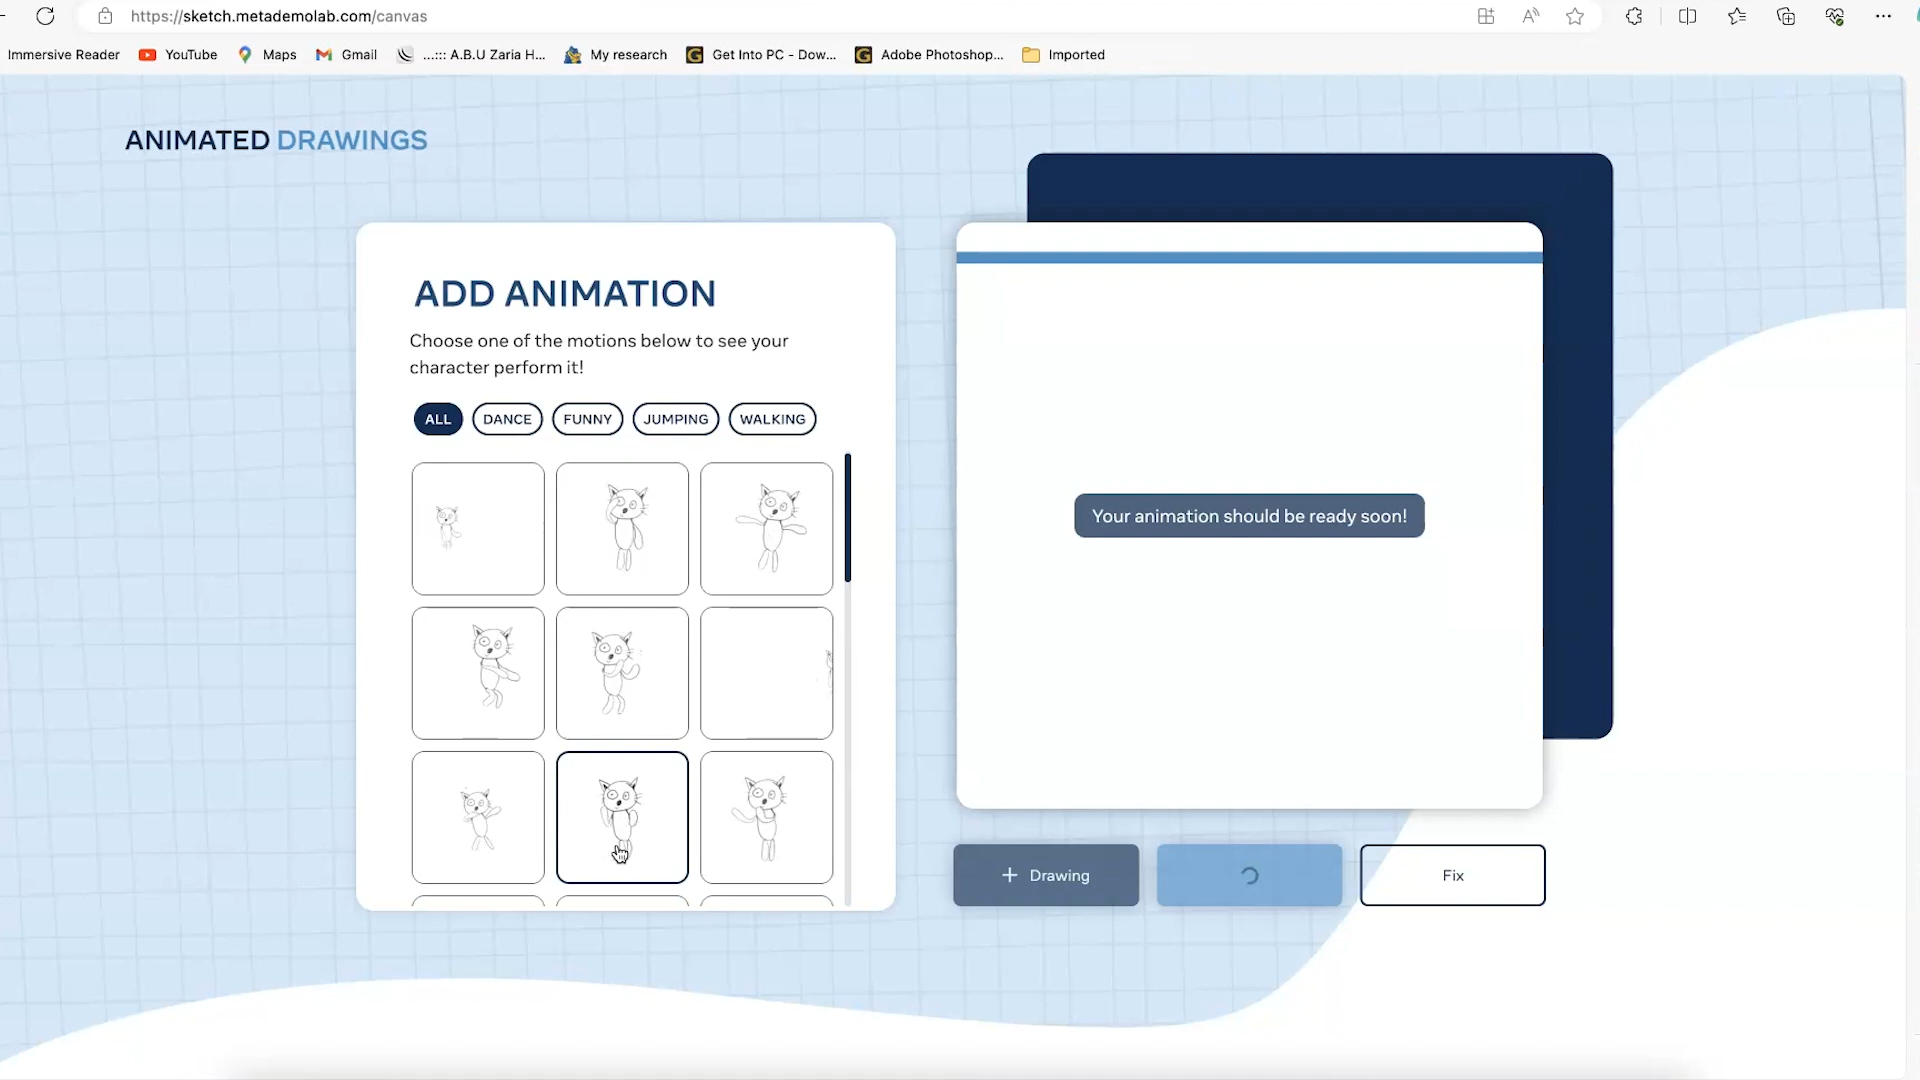 https://sketch.metademolab.com/canvas
Immersive Reader YouTube Maps Gmail ...::: A.B.U Zaria H... My research Get Into PC - Dow... Adobe Photoshop... Imported
ANIMATED DRAWINGS
ADD ANIMATION
Choose one of the motions below to see your
character perform it!
ALL DANCE FUNNY JUMPING WALKING
Your animation should be ready soon!
+ Drawing
Fix